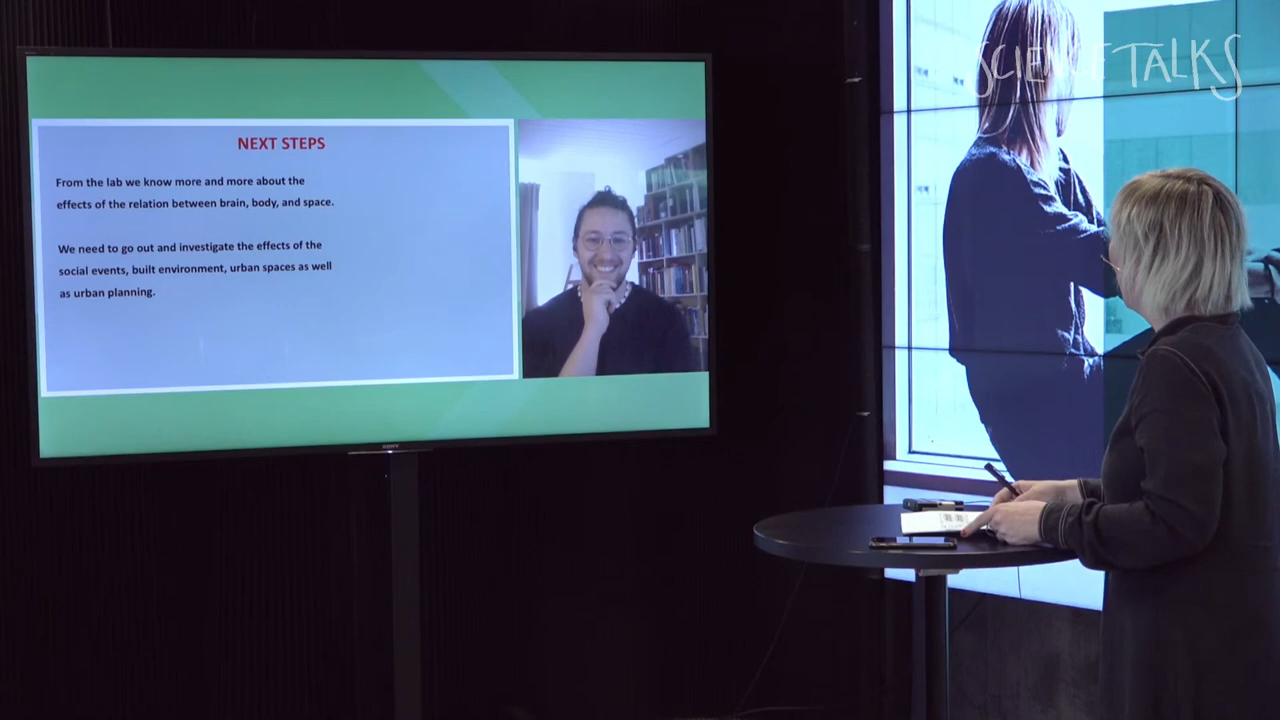 SCIENCE TALKS
NEXT STEPS
From the lab we know more and more about the
effects of the relation between brain, body, and space.
We need to go out and investigate the effects of the
social events, built environment, urban spaces as well
as urban planning.
SONY